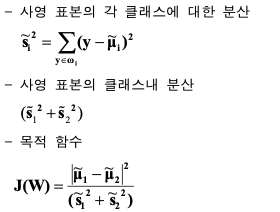 – 사영 표본의 각 클래스에 대한 분산
s̃ᵢ² = ∑_{y∈ωᵢ} (y − μ̃ᵢ)²
– 사영 표본의 클래스내 분산
(s̃₁² + s̃₂²)
– 목적 함수
J(W) = |μ̃₁ − μ̃₂|² / (s̃₁² + s̃₂²)